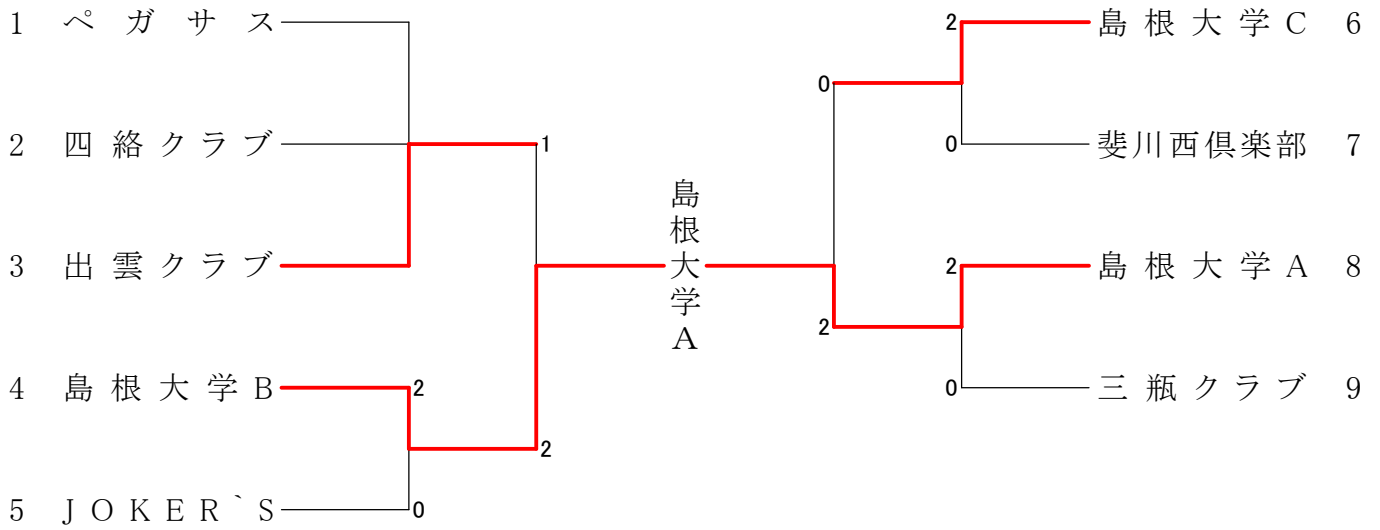 1 ペガサス
2 四絡クラブ
3 出雲クラブ
4 島根大学B
5 JOKER`S
1
2
0
2
島根大学A
0
2
2
0
2
0
島根大学C 6
斐川西倶楽部 7
島根大学A 8
三瓶クラブ 9